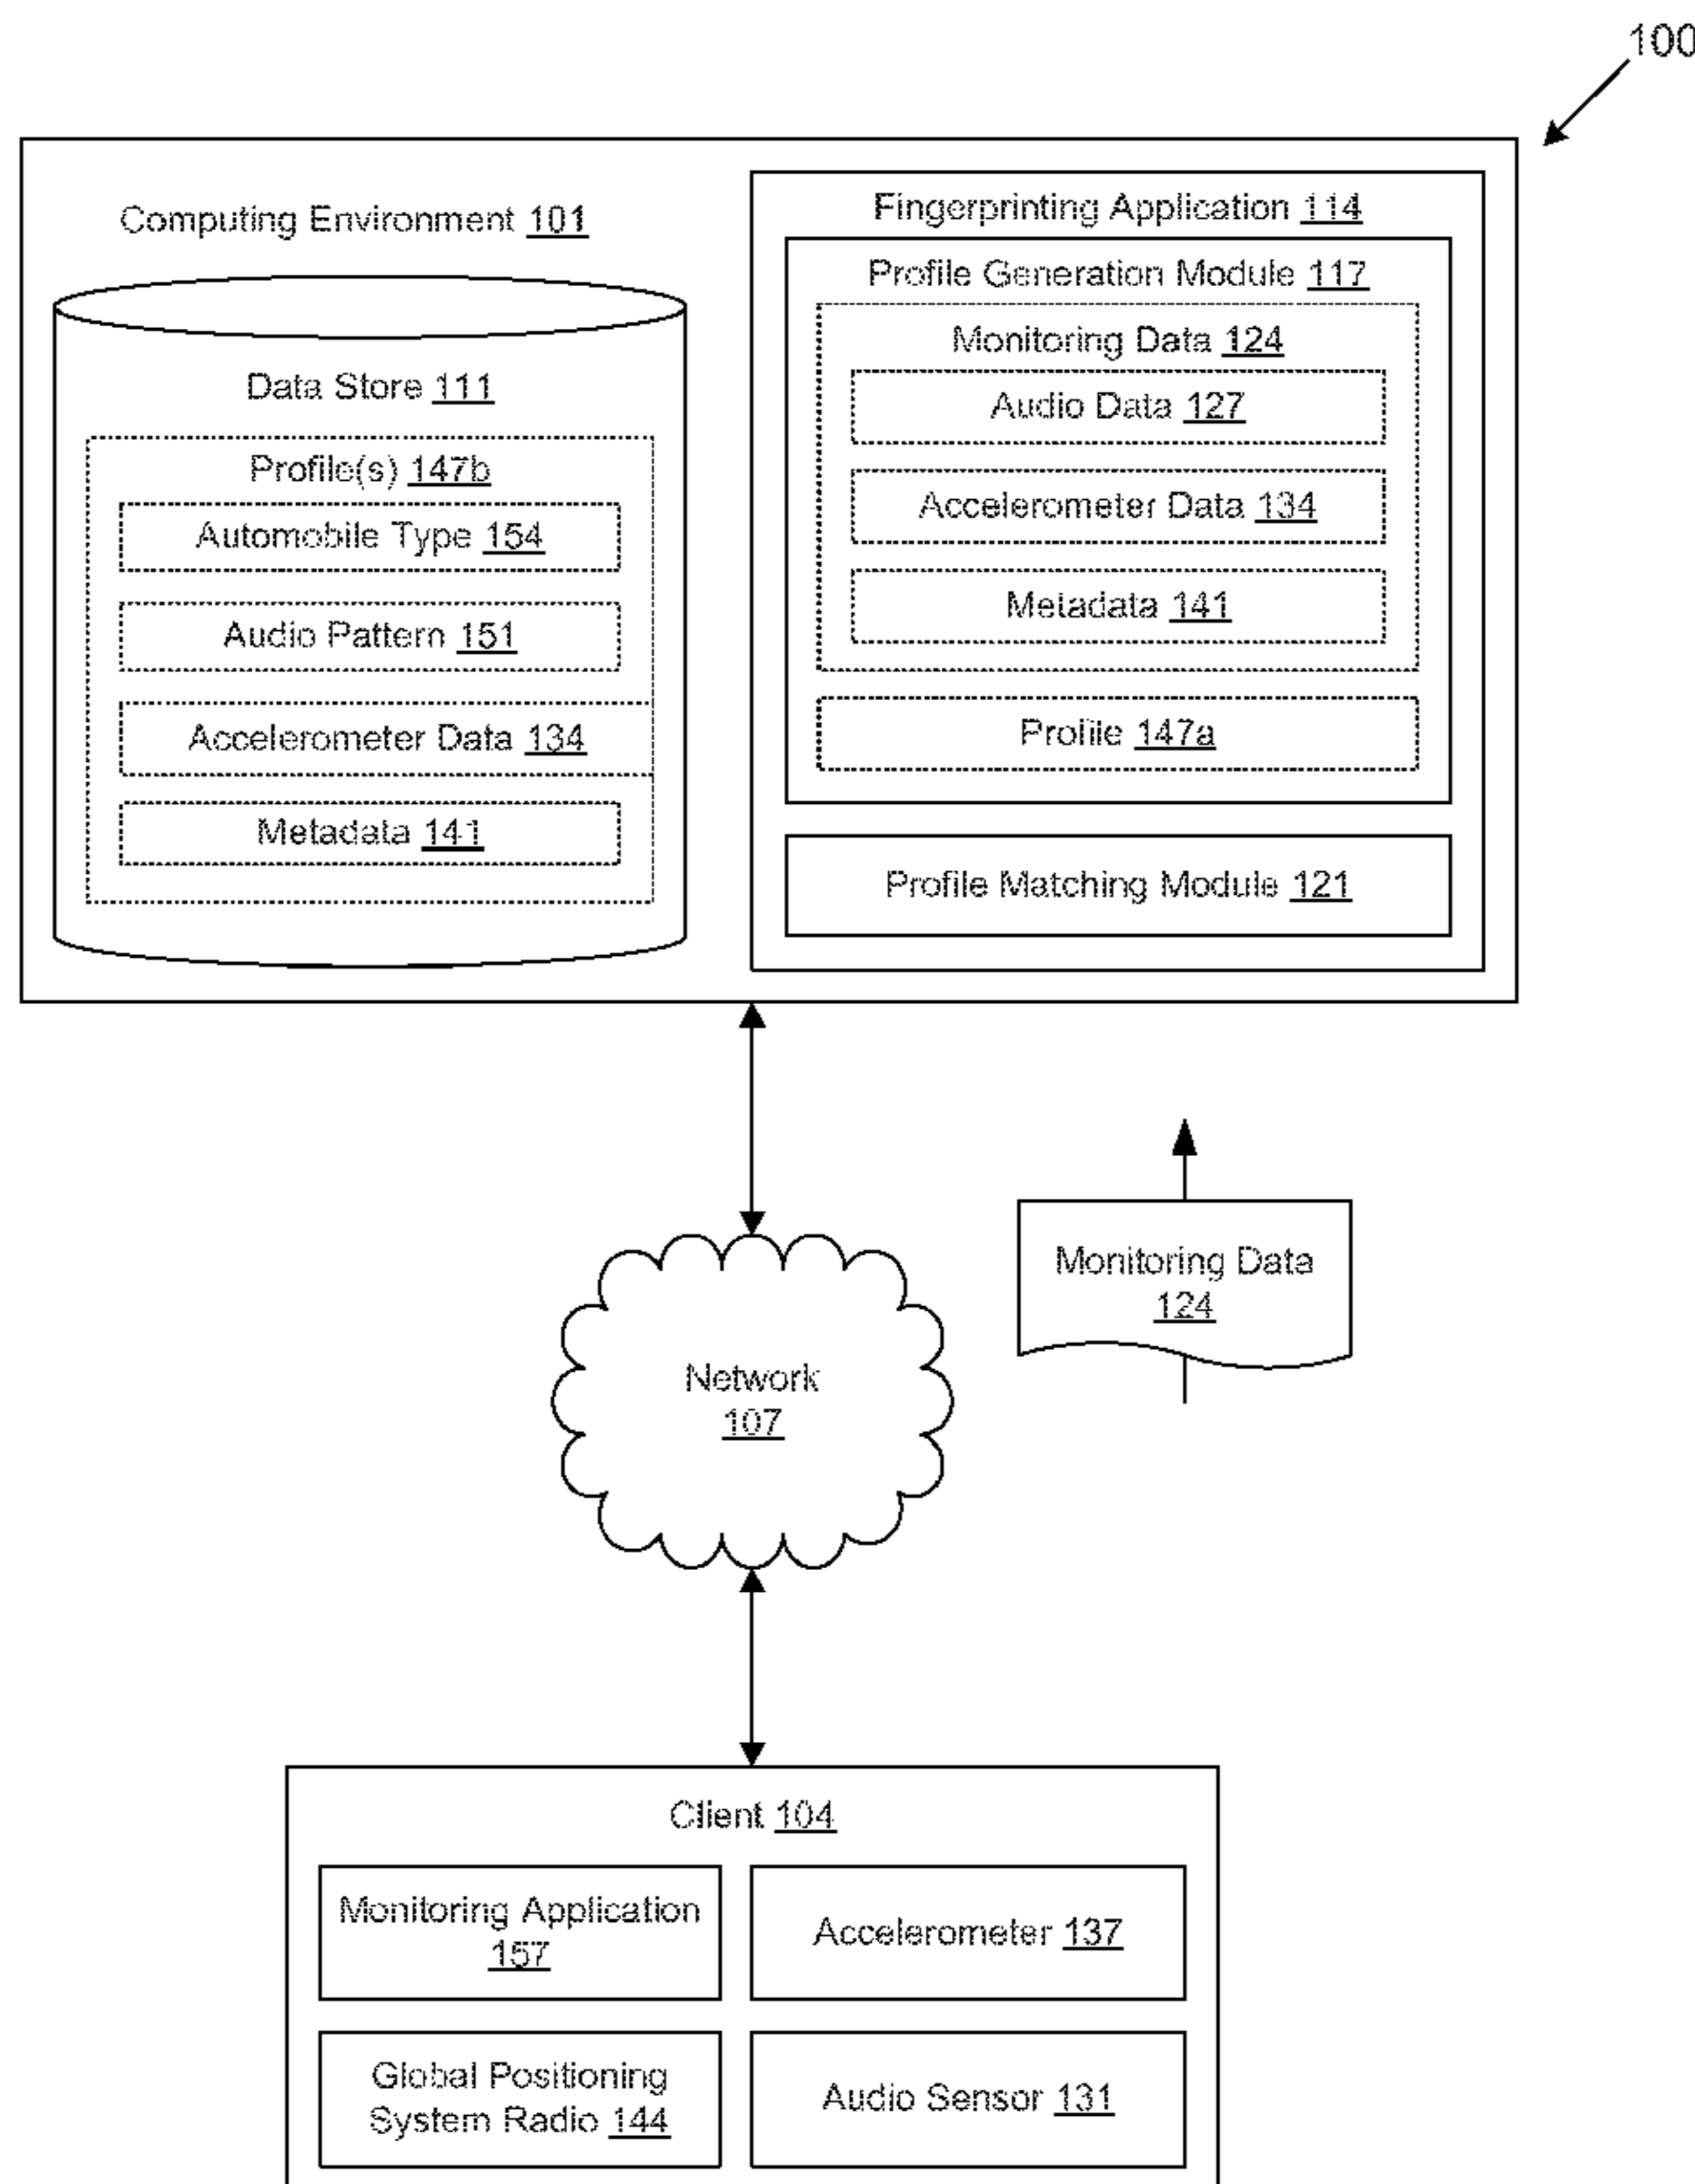 100
Computing Environment 101
Data Store 111
Profile(s) 147b
Automobile Type 154
Audio Pattern 151
Accelerometer Data 134
Metadata 141
Fingerprinting Application 114
Profile Generation Module 117
Monitoring Data 124
Audio Data 127
Accelerometer Data 134
Metadata 141
Profile 147a
Profile Matching Module 121
Monitoring Data
124
Network
107
Client 104
Monitoring Application
157
Accelerometer 137
Global Positioning
System Radio 144
Audio Sensor 131